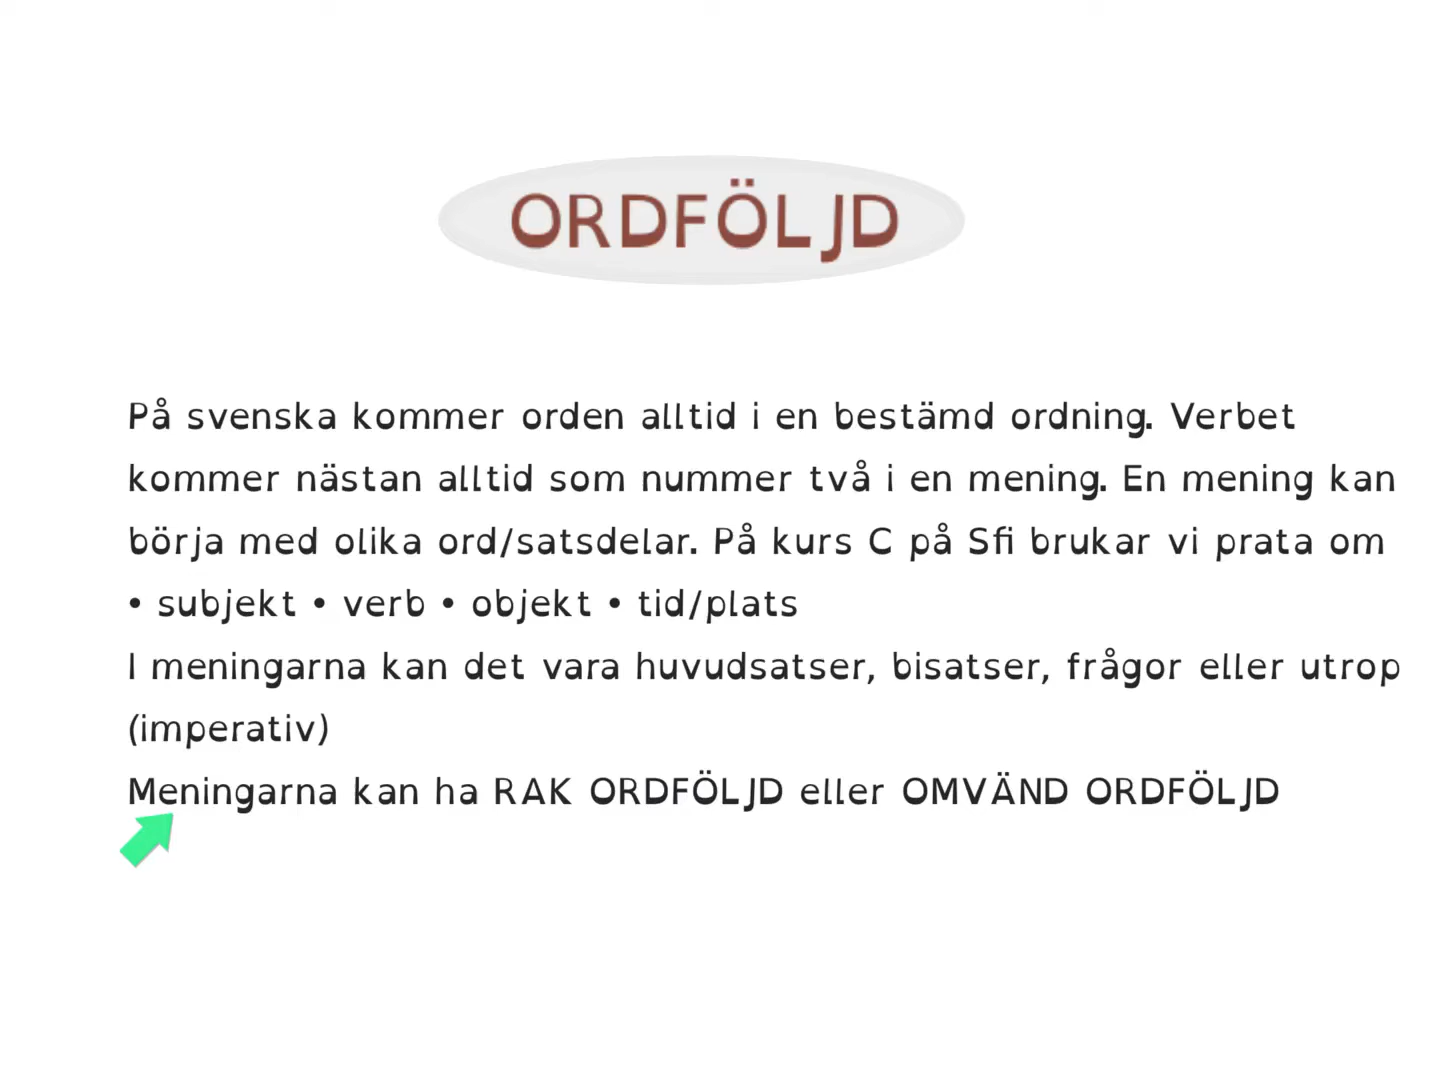 ORDFÖLJD
På svenska kommer orden alltid i en bestämd ordning. Verbet
kommer nästan alltid som nummer två i en mening. En mening kan
börja med olika ord/satsdelar. På kurs C på Sfi brukar vi prata om
• subjekt • verb • objekt • tid/plats
I meningarna kan det vara huvudsatser, bisatser, frågor eller utrop
(imperativ)
Meningarna kan ha RAK ORDFÖLJD eller OMVÄND ORDFÖLJD